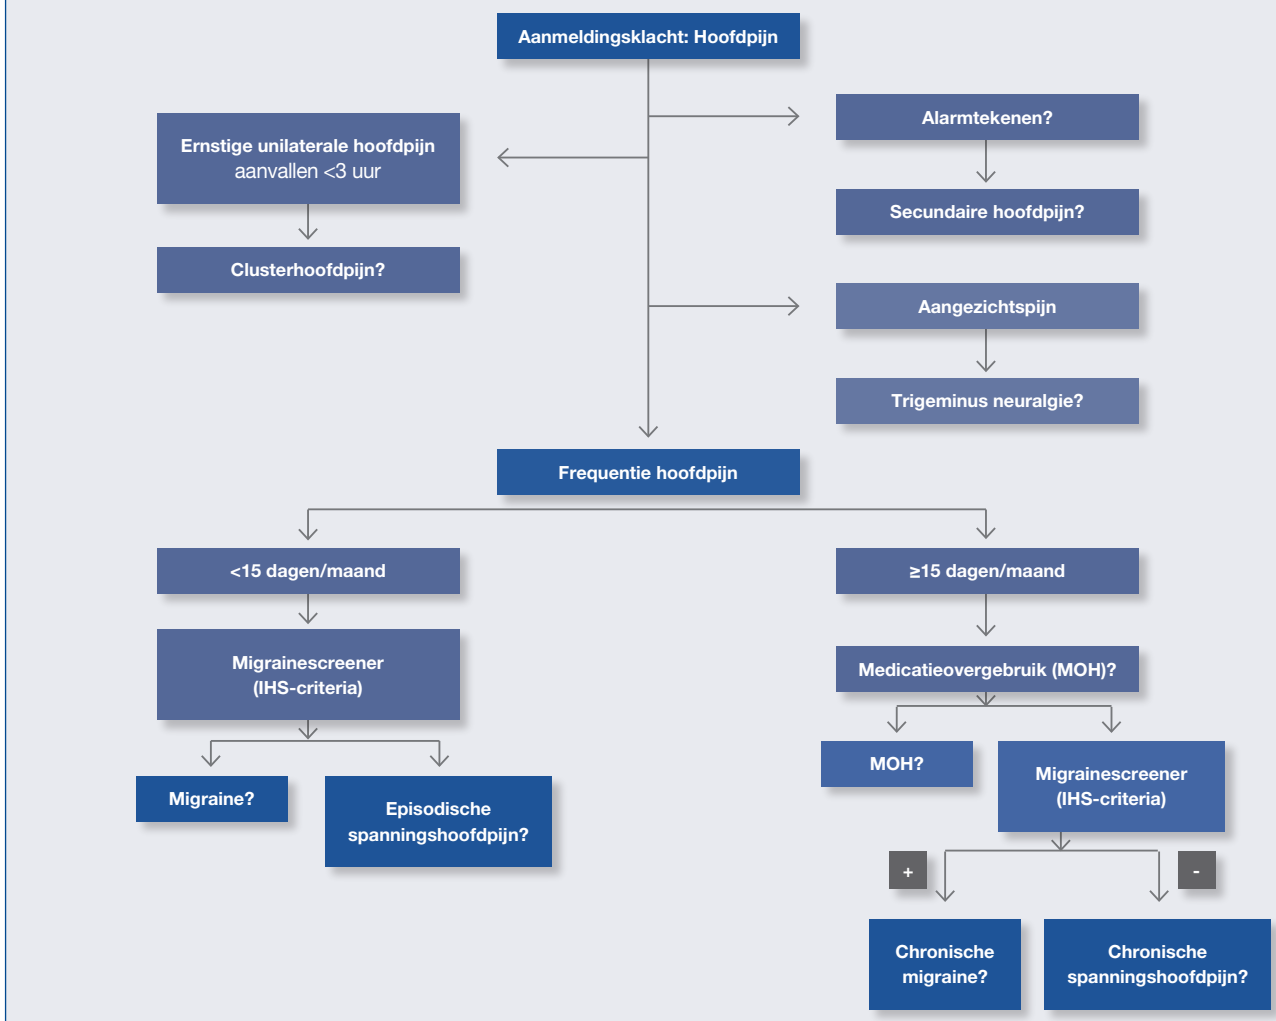 Aanmeldingsklacht: Hoofdpijn
Alarmtekenen?
Ernstige unilaterale hoofdpijn
aanvallen <3 uur
Secundaire hoofdpijn?
Clusterhoofdpijn?
Aangezichtspijn
Trigeminus neuralgie?
Frequentie hoofdpijn
<15 dagen/maand
≥15 dagen/maand
Migrainescreener
(IHS-criteria)
Medicatieovergebruik (MOH)?
Migraine?
Episodische
spanningshoofdpijn?
MOH?
Migrainescreener
(IHS-criteria)
+
-
Chronische
migraine?
Chronische
spanningshoofdpijn?